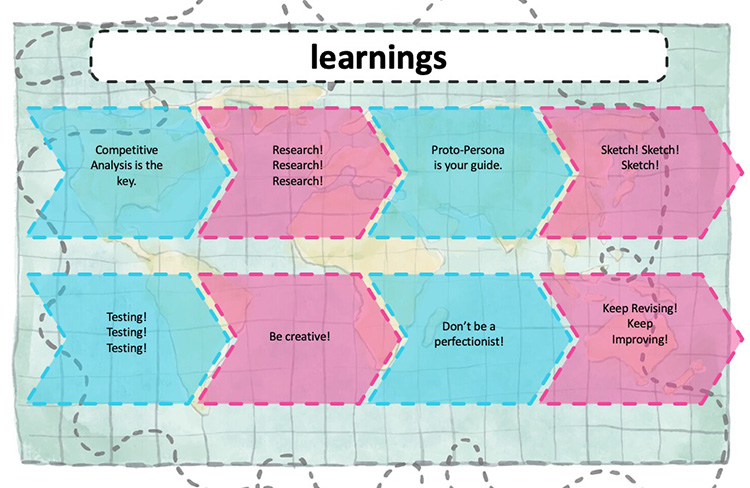 learnings
Competitive
Analysis is the
key.
Research!
Research!
Research!
Proto-Persona
is your guide.
Sketch! Sketch!
Sketch!
Testing!
Testing!
Testing!
Be creative!
Don't be a
perfectionist!
Keep Revising!
Keep
Improving!